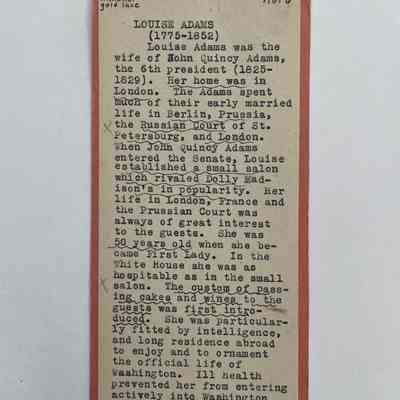 gold lace
LOUISE ADAMS
(1775-1852)
Louise Adams was the
wife of John Quincy Adams,
the 6th president (1825-
1829). Her home was in
London. The Adams spent
much of their early married
life in Berlin, Prussia,
x the Russian Court of St.
Petersburg, and London.
When John Quincy Adams
entered the Senate, Louise
established a small salon
which rivaled Dolly Mad-
ison's in popularity. Her
life in London, France and
the Prussian Court was
always of great interest
to the guests. She was
50 years old when she be-
came First Lady. In the
White House she was as
hospitable as in the small
x salon. The custom of pass-
ing cakes and wines to the
guests was first intro-
duced. She was particular-
ly fitted by intelligence,
and long residence abroad
to enjoy and to ornament
the official life of
Washington. Ill health
prevented her from entering
actively into Washington